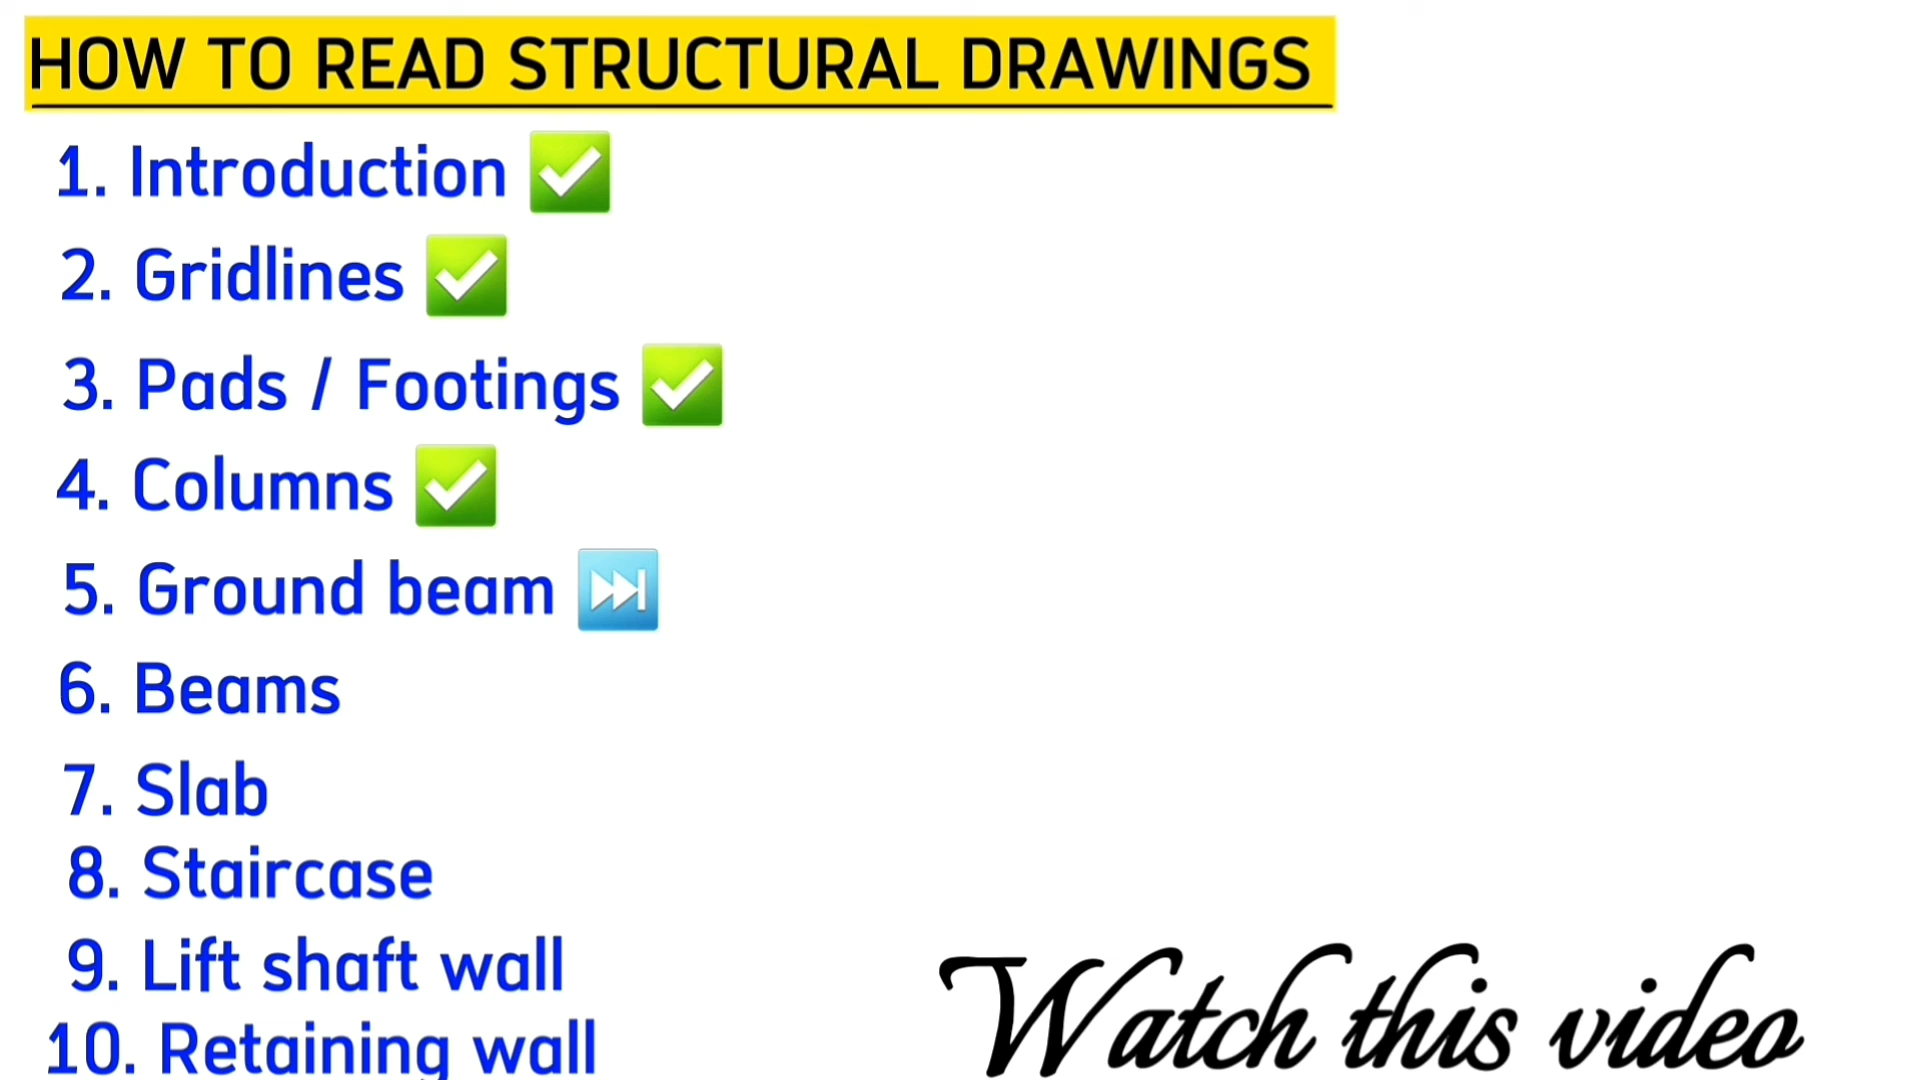 HOW TO READ STRUCTURAL DRAWINGS
1. Introduction ✅
2. Gridlines ✅
3. Pads / Footings ✅
4. Columns ✅
5. Ground beam ⏭
6. Beams
7. Slab
8. Staircase
9. Lift shaft wall
10. Retaining wall
Watch this video